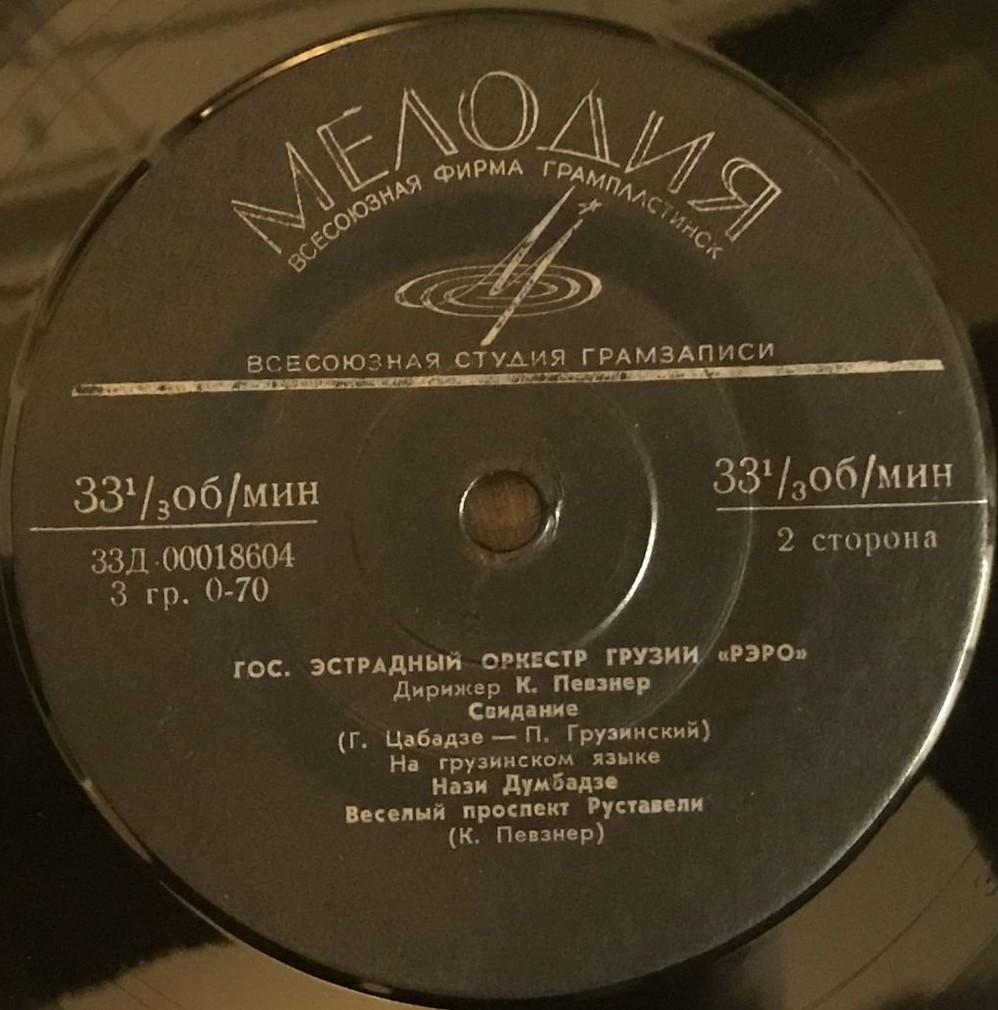 МЕЛОДИЯ
ВСЕСОЮЗНАЯ ФИРМА ГРАМПЛАСТИНОК
ВСЕСОЮЗНАЯ СТУДИЯ ГРАМЗАПИСИ
33¹/₃об/мин
33Д-00018604
3 гр. 0-70
33¹/₃об/мин
2 сторона
ГОС. ЭСТРАДНЫЙ ОРКЕСТР ГРУЗИИ «РЭРО»
Дирижер К. Певзнер
Свидание
(Г. Цабадзе — П. Грузинский)
На грузинском языке
Нази Думбадзе
Веселый проспект Руставели
(К. Певзнер)